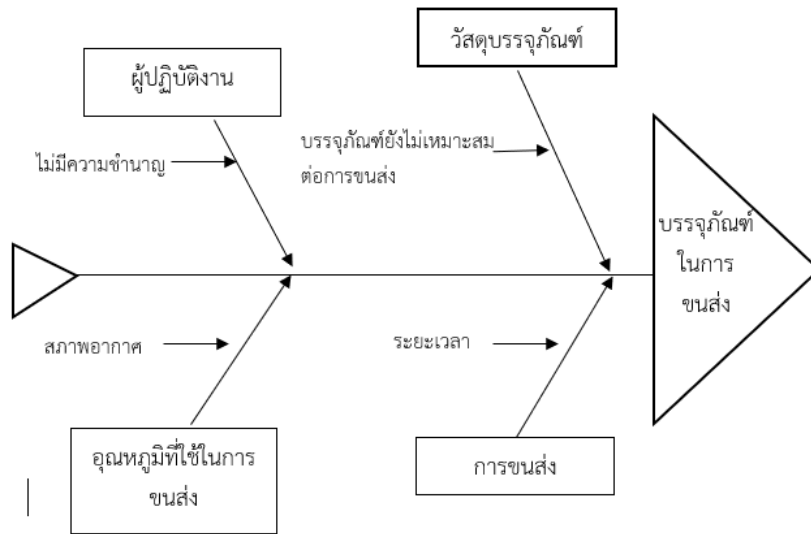 วัสดุบรรจุภัณฑ์
ผู้ปฏิบัติงาน
บรรจุภัณฑ์ยังไม่เหมาะสม
ต่อการขนส่ง
ไม่มีความชำนาญ
บรรจุภัณฑ์
ในการ
ขนส่ง
สภาพอากาศ
ระยะเวลา
อุณหภูมิที่ใช้ในการ
ขนส่ง
การขนส่ง